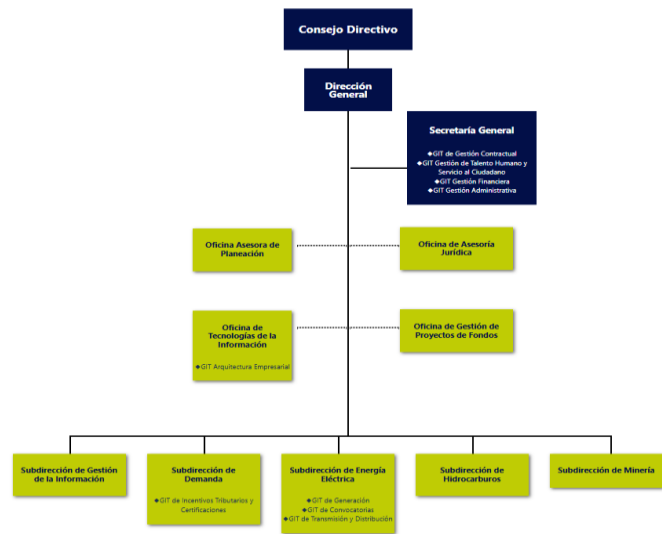 Consejo Directivo
Dirección
General
Secretaría General
◆GIT de Gestión Contractual
◆GIT Gestión de Talento Humano y
Servicio al Ciudadano
◆GIT Gestión Financiera
◆GIT Gestión Administrativa
Oficina Asesora de
Planeación
Oficina de Asesoría
Jurídica
Oficina de
Tecnologías de la
Información
◆GIT Arquitectura Empresarial
Oficina de Gestión de
Proyectos de Fondos
Subdirección de Gestión
de la Información
Subdirección de
Demanda
◆GIT de Incentivos Tributarios y
Certificaciones
Subdirección de Energía
Eléctrica
◆GIT de Generación
◆GIT de Convocatorias
◆GIT de Transmisión y Distribución
Subdirección de
Hidrocarburos
Subdirección de Minería